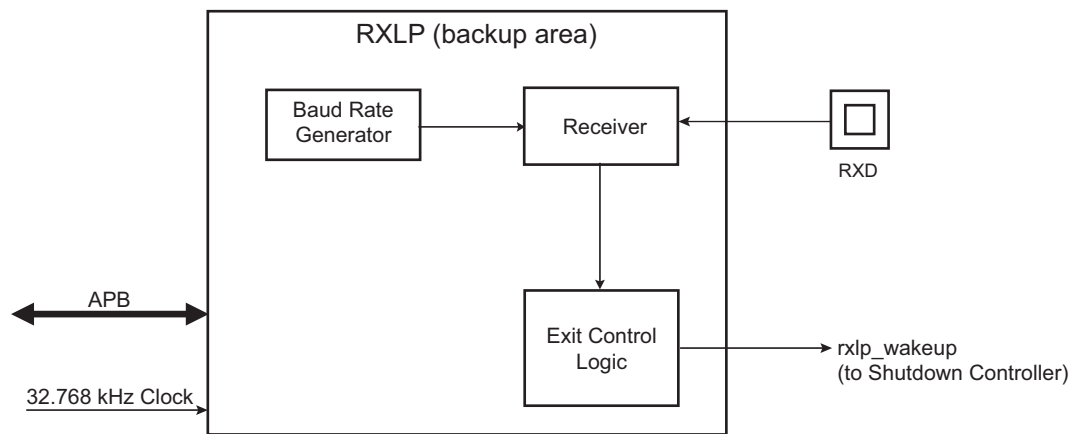 RXLP (backup area)
Baud Rate
Generator
Receiver
RXD
APB
Exit Control
Logic
rxlp_wakeup
(to Shutdown Controller)
32.768 kHz Clock